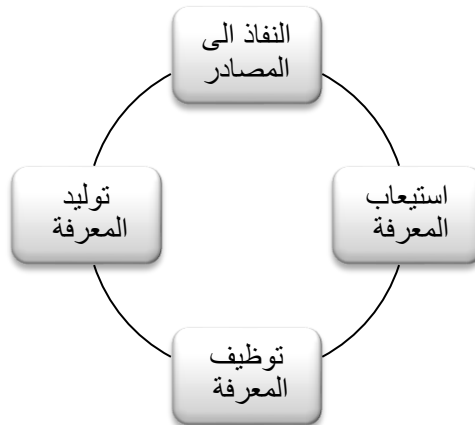 النفاذ الى
المصادر
استيعاب
المعرفة
توظيف
المعرفة
توليد
المعرفة